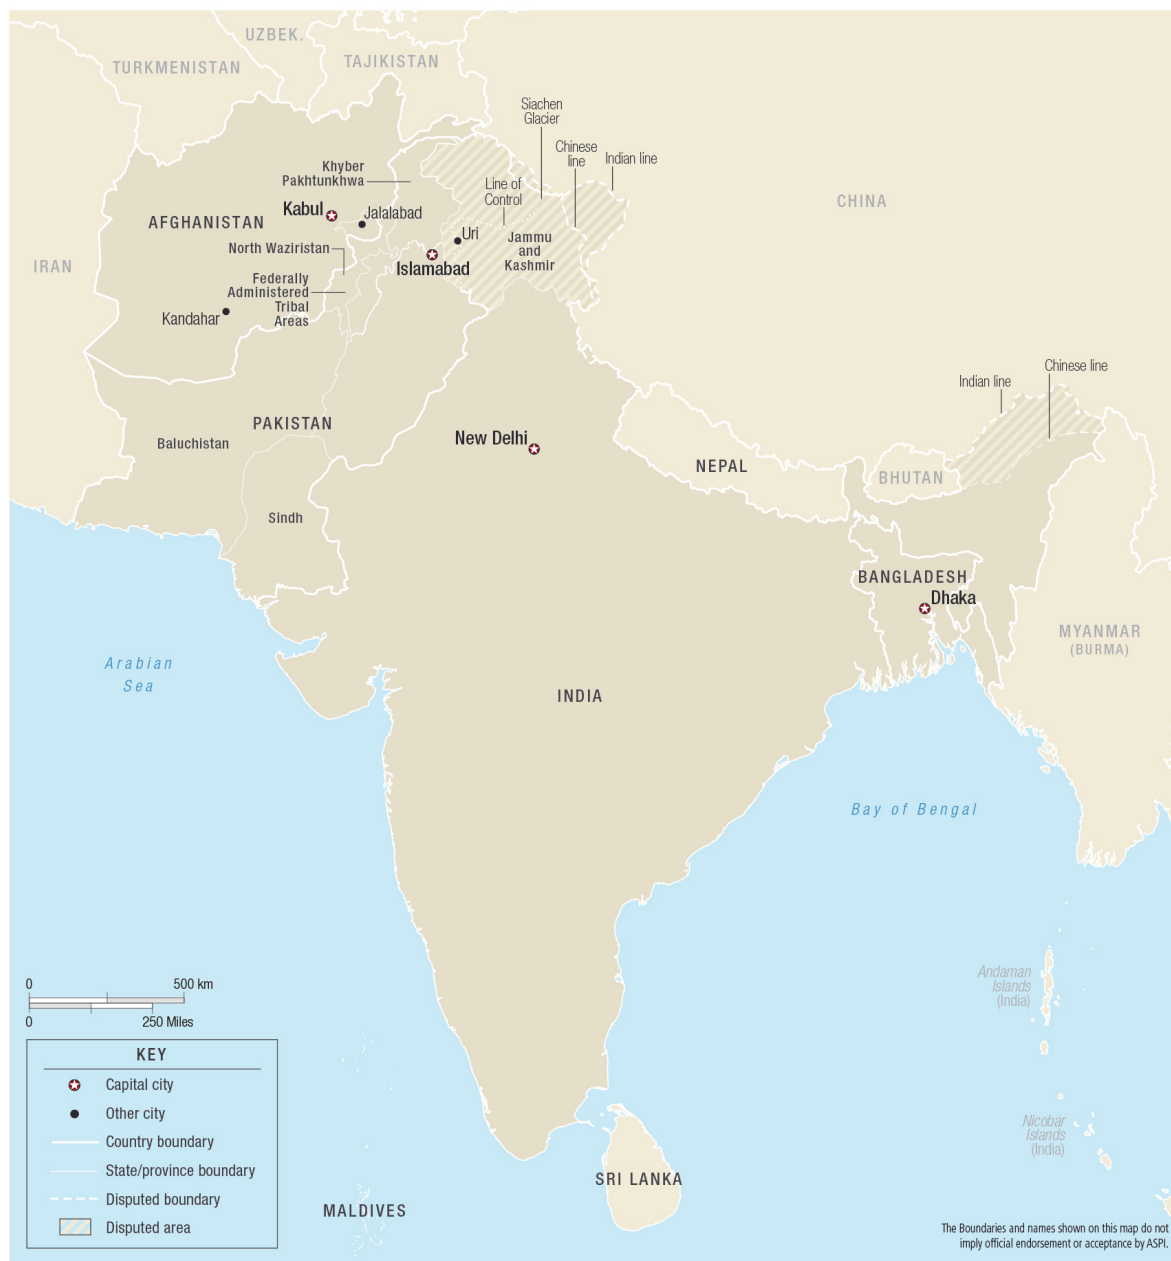 UZBEK.
TURKMENISTAN
TAJIKISTAN
Siachen
Glacier
Chinese
line
Indian line
Khyber
Pakhtunkhwa
Line of
Control
CHINA
Kabul
Jalalabad
AFGHANISTAN
Uri
Jammu
and
Kashmir
North Waziristan
IRAN
Islamabad
Federally
Administered
Tribal
Areas
Kandahar
Chinese line
Indian line
PAKISTAN
Baluchistan
New Delhi
NEPAL
BHUTAN
Sindh
BANGLADESH
Dhaka
MYANMAR
(BURMA)
Arabian
Sea
INDIA
Bay of Bengal
Andaman
Islands
(India)
0 500 km
0 250 Miles
KEY
Capital city
Other city
Country boundary
State/province boundary
Disputed boundary
Disputed area
Nicobar
Islands
(India)
SRI LANKA
MALDIVES
The Boundaries and names shown on this map do not
imply official endorsement or acceptance by ASPI.